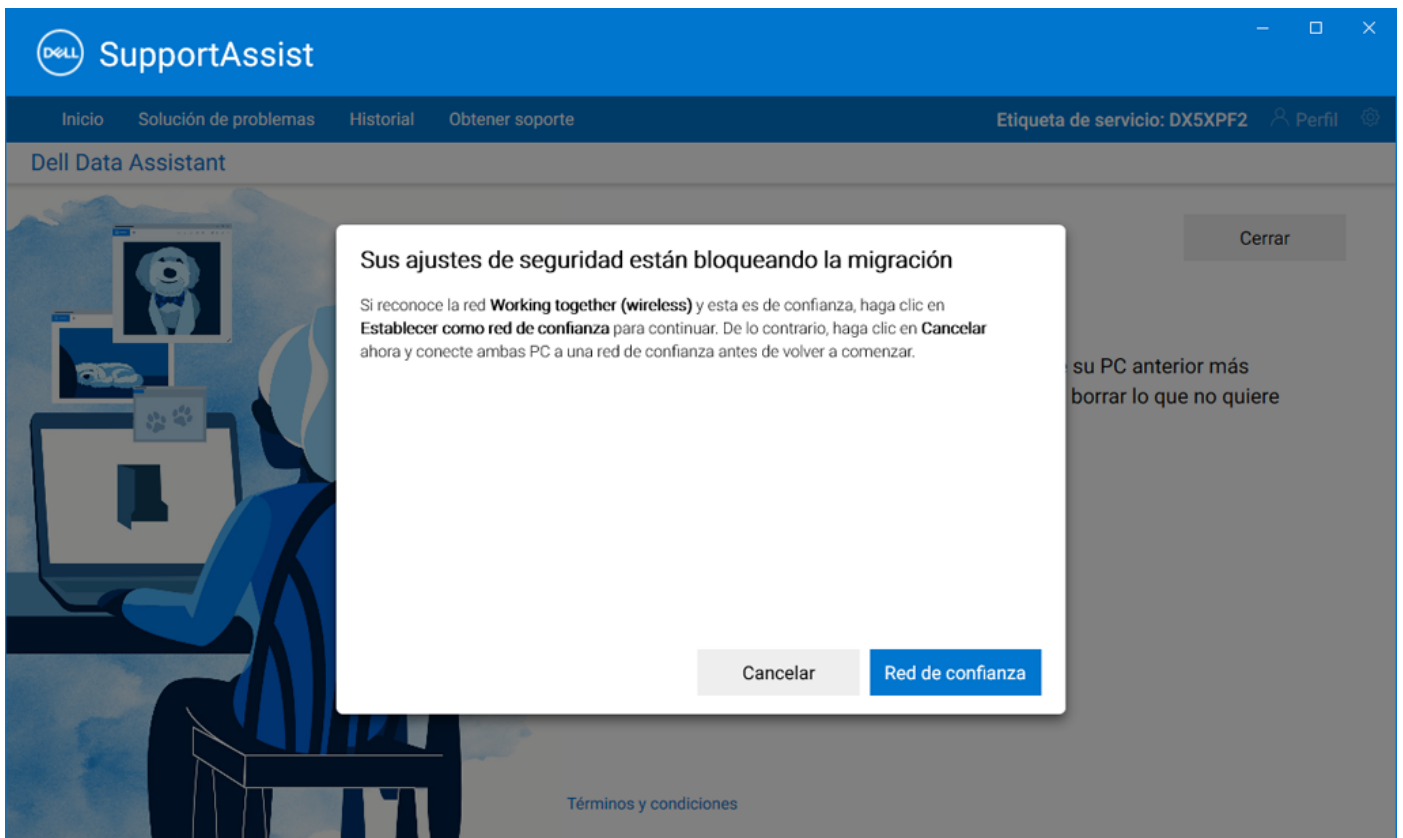 DELL SupportAssist
Inicio Solución de problemas Historial Obtener soporte Etiqueta de servicio: DX5XPF2 Perfil
Dell Data Assistant
Cerrar
Sus ajustes de seguridad están bloqueando la migración
Si reconoce la red Working together (wireless) y esta es de confianza, haga clic en
Establecer como red de confianza para continuar. De lo contrario, haga clic en Cancelar
ahora y conecte ambas PC a una red de confianza antes de volver a comenzar.
su PC anterior más
borrar lo que no quiere
Cancelar Red de confianza
Términos y condiciones